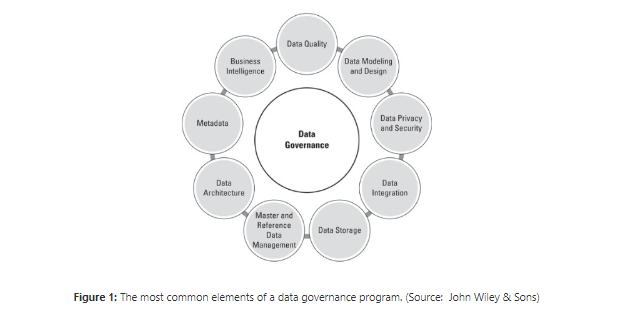 Data Quality
Data Modeling
and Design
Data Privacy
and Security
Data
Integration
Data Storage
Master and
Reference
Data
Management
Data
Architecture
Metadata
Business
Intelligence
Data
Governance
Figure 1: The most common elements of a data governance program. (Source: John Wiley & Sons)